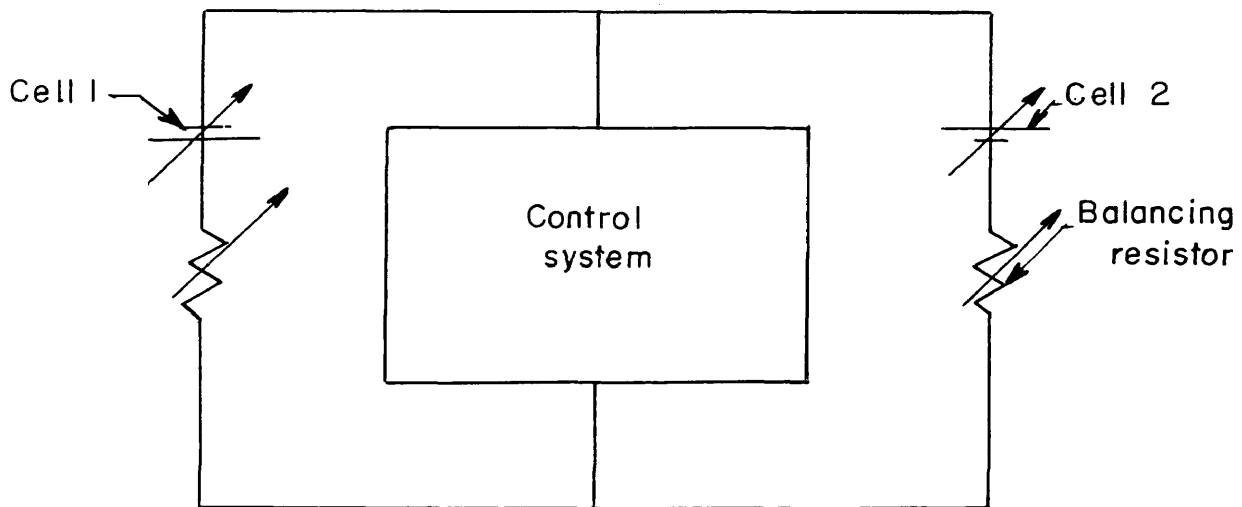 Cell 1
Cell 2
Control
system
Balancing
resistor